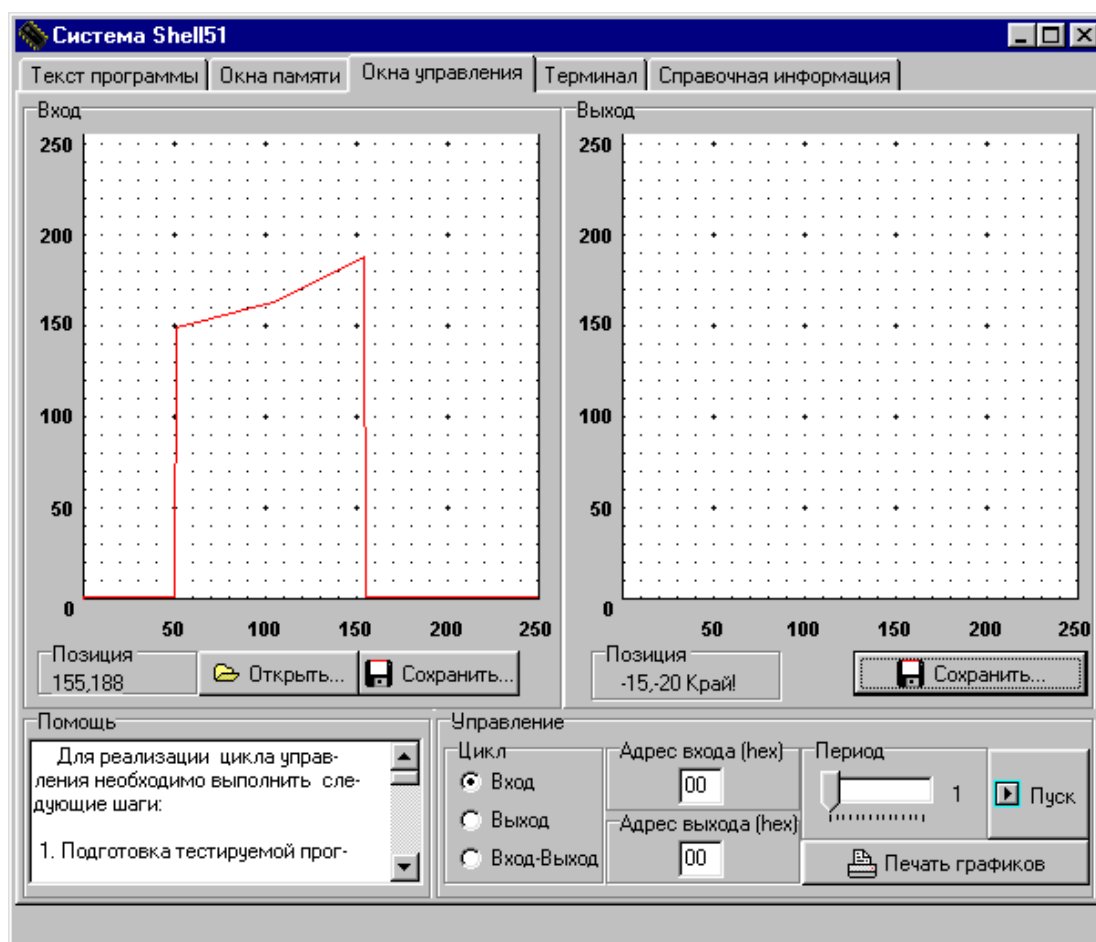 Система Shell51
Текст программы Окна памяти Окна управления Терминал Справочная информация
Вход
250
200
150
100
50
0
50 100 150 200 250
Позиция
155,188
Открыть...
Сохранить...
Выход
250
200
150
100
50
0
50 100 150 200 250
Позиция
-15,-20 Край!
Сохранить...
Помощь
Для реализации цикла управ-
ления необходимо выполнить сле-
дующие шаги:
1. Подготовка тестируемой прог-
Управление
Цикл
Вход
Выход
Вход-Выход
Адрес входа (hex)
00
Адрес выхода (hex)
00
Период
1
Пуск
Печать графиков